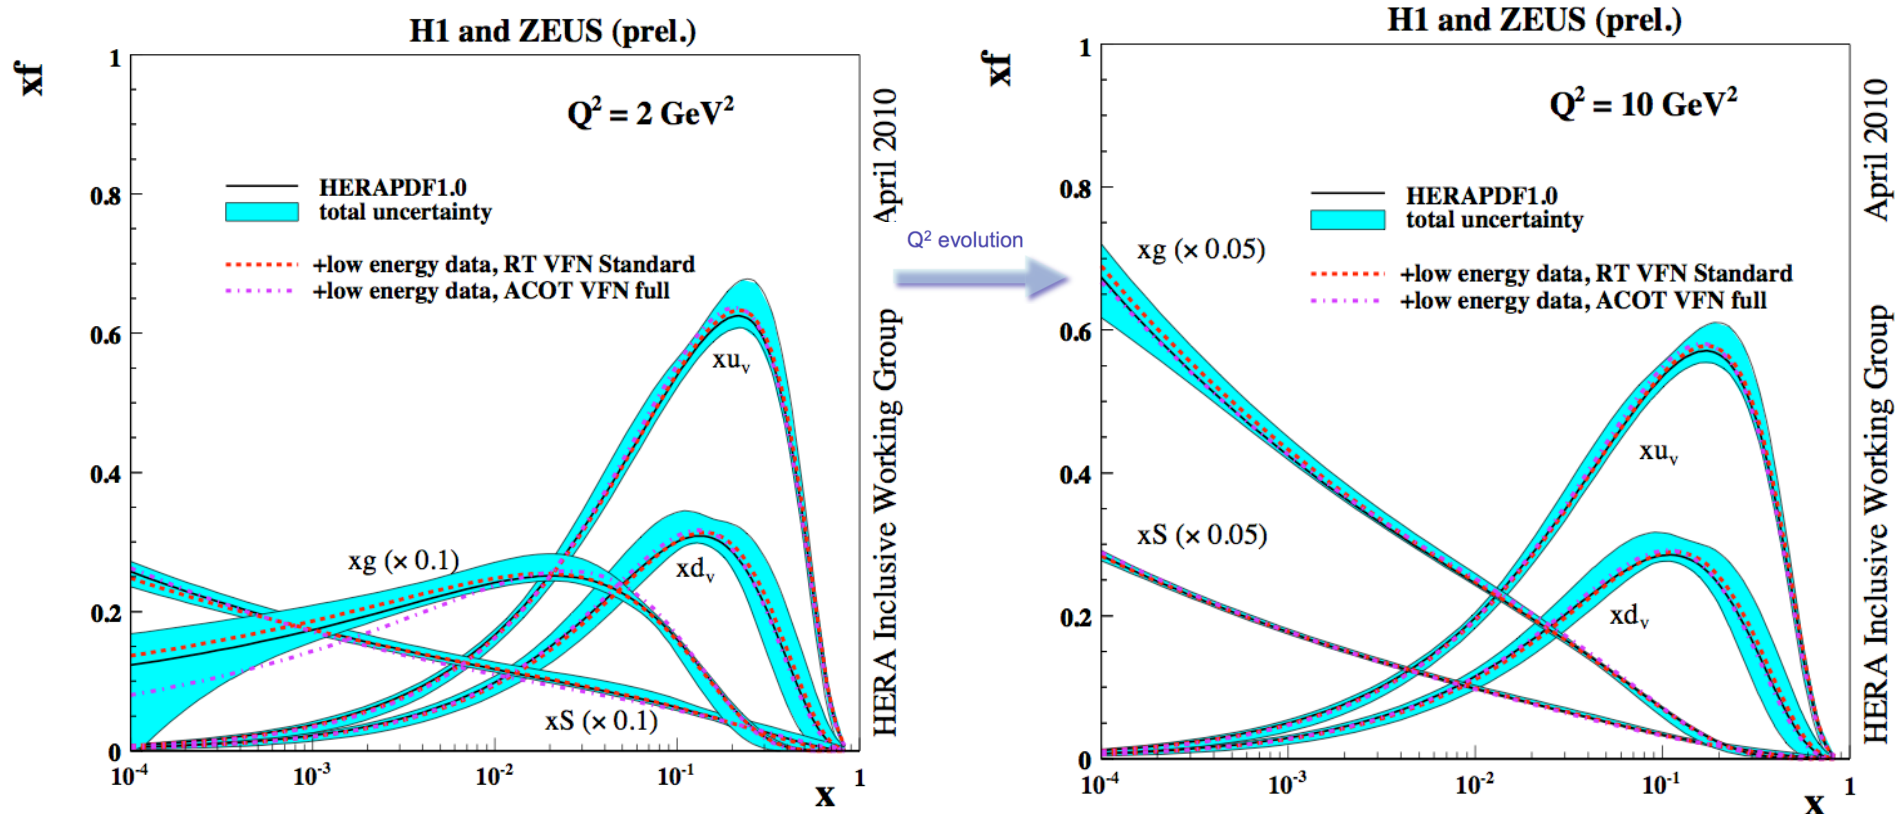 H1 and ZEUS (prel.)
xf
1
0.8
0.6
0.4
0.2
0
Q² = 2 GeV²
HERAPDF1.0
total uncertainty
+low energy data, RT VFN Standard
+low energy data, ACOT VFN full
xuᵥ
xg (× 0.1)
xdᵥ
xS (× 0.1)
10⁻⁴ 10⁻³ 10⁻² 10⁻¹ 1
x
HERA Inclusive Working Group April 2010
Q² evolution
H1 and ZEUS (prel.)
xf
1
0.8
0.6
0.4
0.2
0
Q² = 10 GeV²
HERAPDF1.0
total uncertainty
+low energy data, RT VFN Standard
+low energy data, ACOT VFN full
xg (× 0.05)
xuᵥ
xS (× 0.05)
xdᵥ
10⁻⁴ 10⁻³ 10⁻² 10⁻¹ 1
x
HERA Inclusive Working Group April 2010